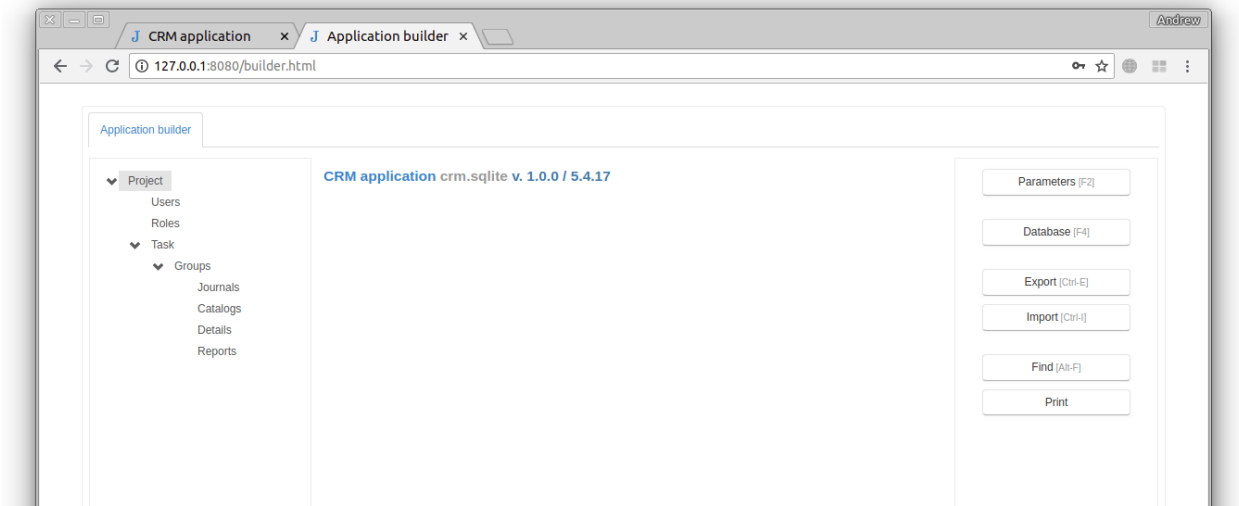 Andrew
J CRM application ×
J Application builder ×
127.0.0.1:8080/builder.html
Application builder
Project
Users
Roles
Task
Groups
Journals
Catalogs
Details
Reports
CRM application crm.sqlite v. 1.0.0 / 5.4.17
Parameters [F2]
Database [F4]
Export [Ctrl-E]
Import [Ctrl-I]
Find [Alt-F]
Print